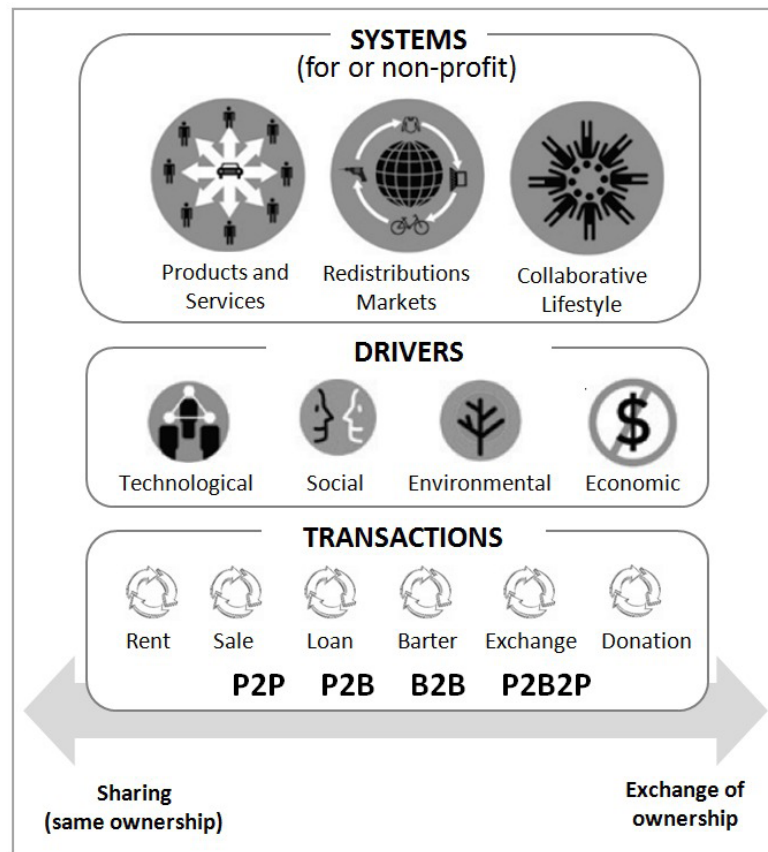 SYSTEMS
(for or non-profit)
Products and Services
Redistributions Markets
Collaborative Lifestyle
DRIVERS
$
Technological Social Environmental Economic
TRANSACTIONS
Rent Sale Loan Barter Exchange Donation
P2P P2B B2B P2B2P
Sharing
(same ownership)
Exchange of
ownership